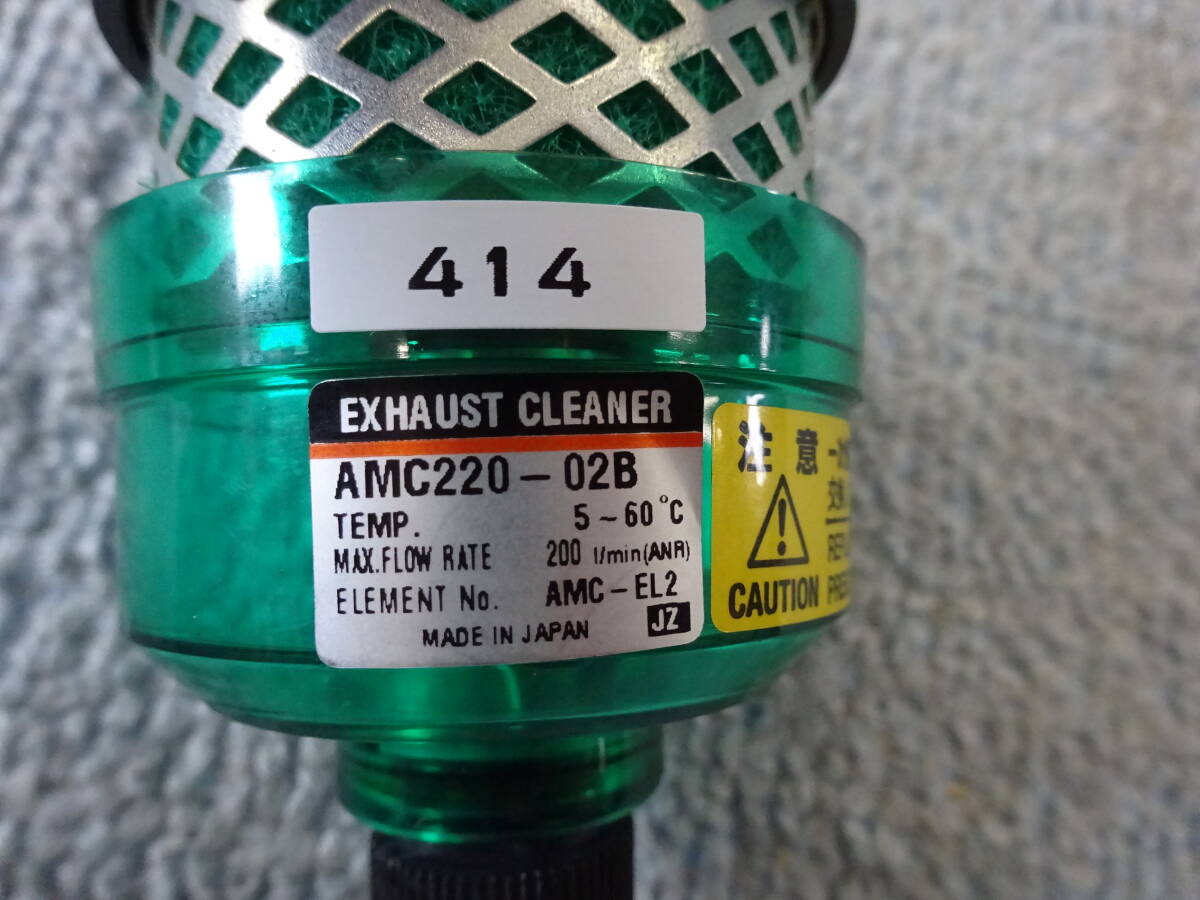 414
EXHAUST CLEANER
AMC220-02B
TEMP. 5~60°C
MAX.FLOW RATE 200 l/min(ANR)
ELEMENT No. AMC-EL2
JZ
MADE IN JAPAN
注意
CAUTION